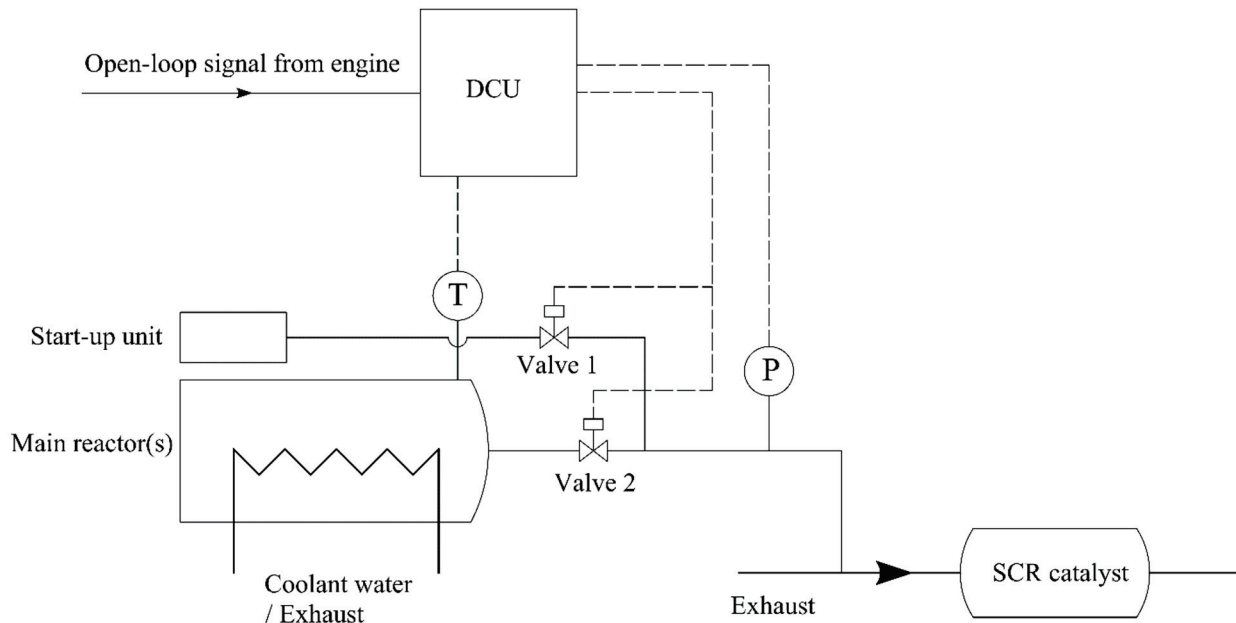 Open-loop signal from engine
DCU
T
Start-up unit
Valve 1
P
Main reactor(s)
Valve 2
Coolant water
/ Exhaust
Exhaust
SCR catalyst